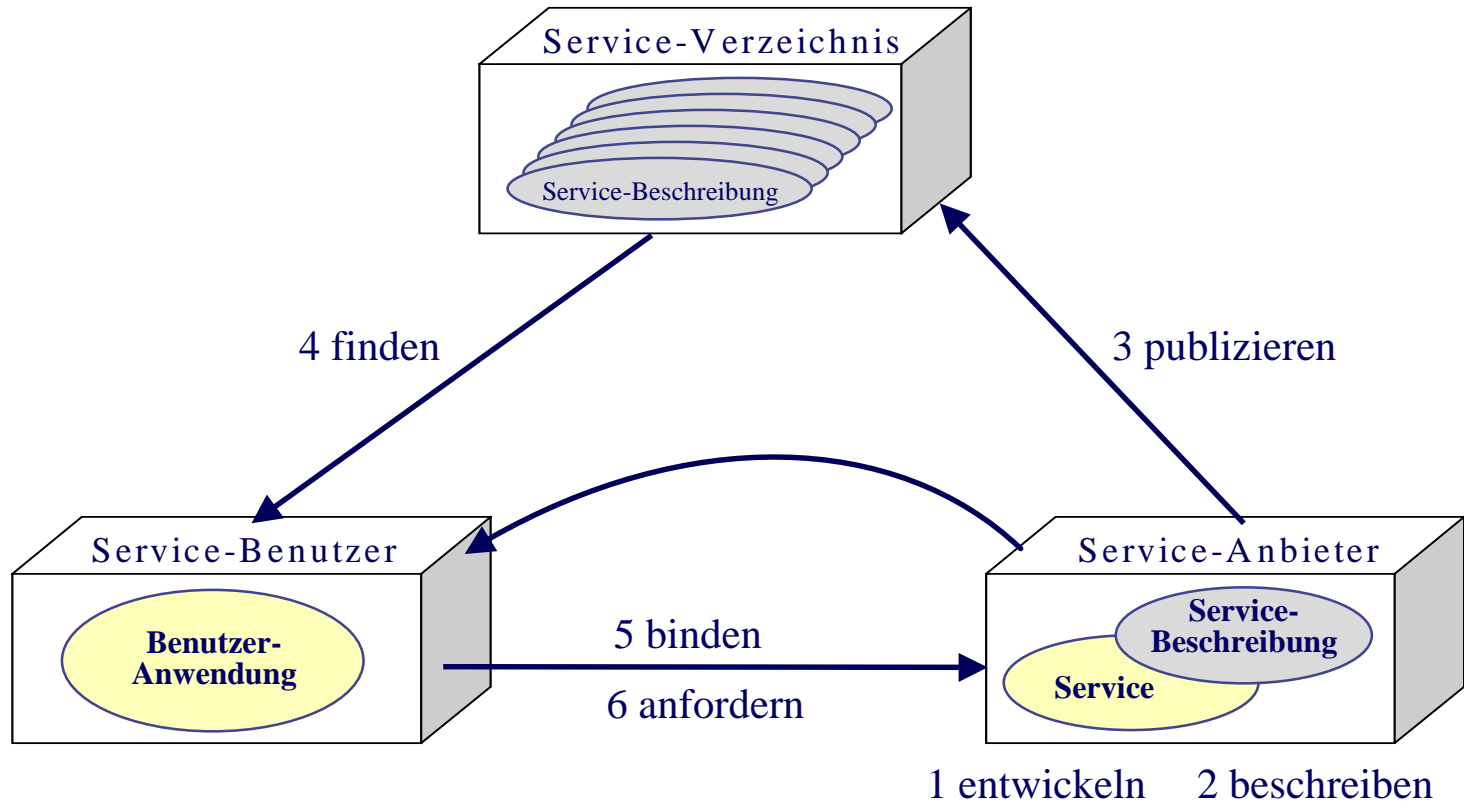 Service-Verzeichnis
Service-Beschreibung
4 finden
3 publizieren
Service-Benutzer
Service-Anbieter
Benutzer-
Anwendung
5 binden
6 anfordern
Service-
Beschreibung
Service
1 entwickeln
2 beschreiben